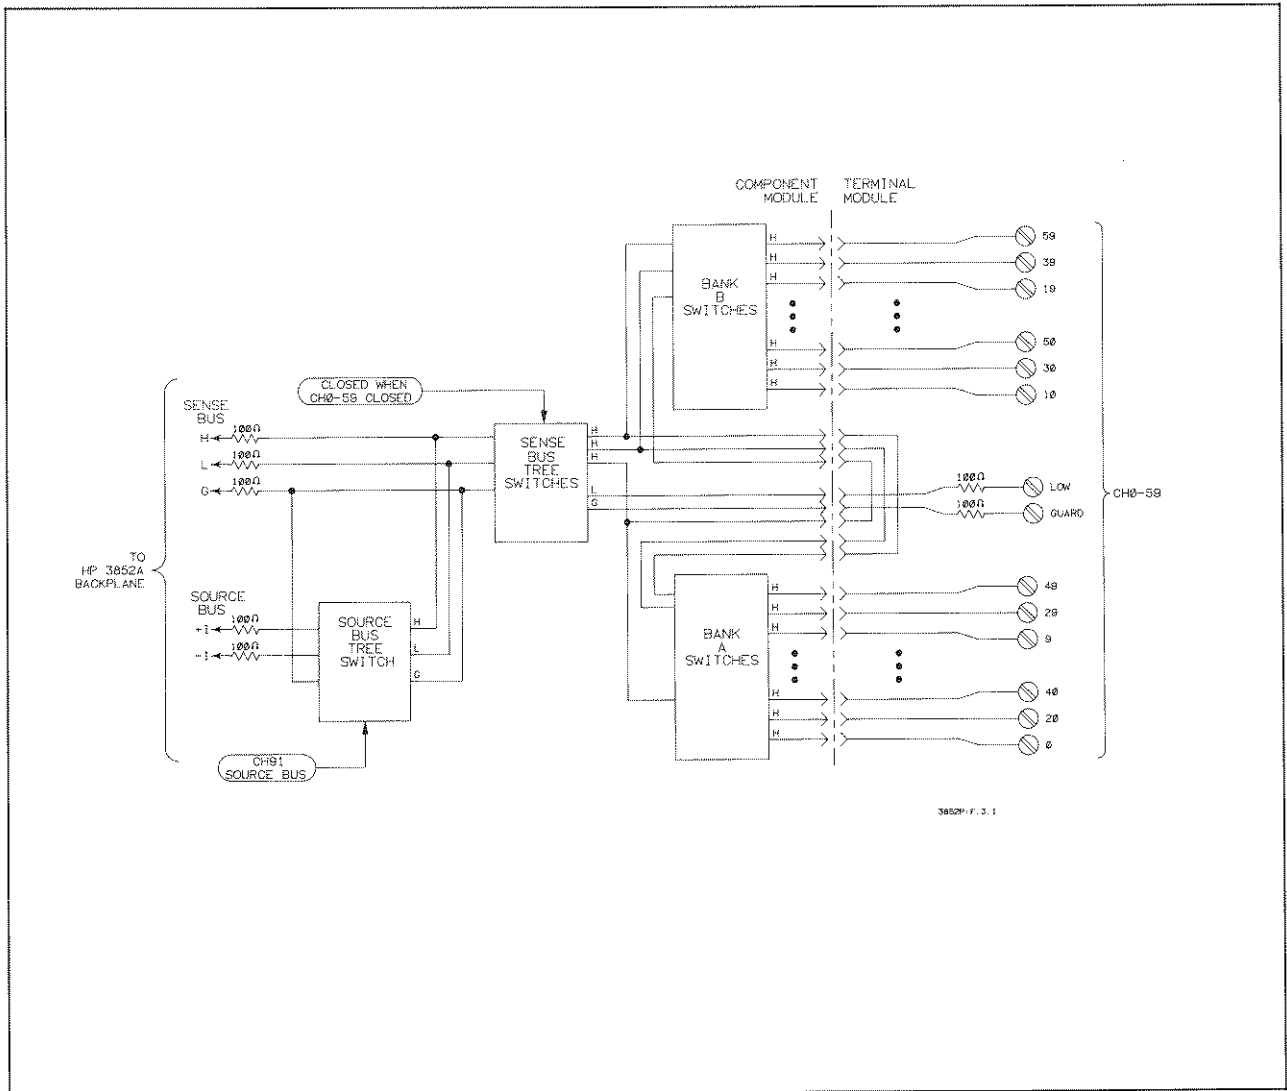 COMPONENT MODULE
TERMINAL MODULE
H
H
H
BANK B SWITCHES
H
H
H
59
39
19
50
30
10
CLOSED WHEN
CH0-59 CLOSED
SENSE BUS
H 100Ω
L 100Ω
G 100Ω
SENSE BUS TREE SWITCHES
H
H
H
L
G
100Ω LOW
100Ω GUARD
CH0-59
TO
HP 3852A
BACKPLANE
SOURCE BUS
+I 100Ω
-I 100Ω
SOURCE BUS TREE SWITCH
H
L
G
BANK A SWITCHES
H
H
H
H
H
H
49
29
9
40
20
0
CH91
SOURCE BUS
3852P:F.3.1